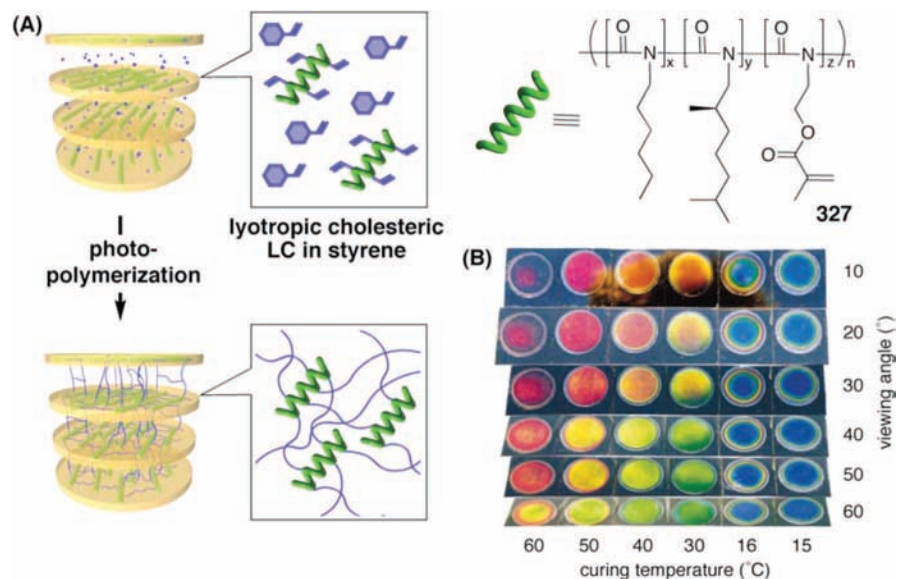 (A)
lyotropic cholesteric
LC in styrene
photo-
polymerization
O
N
x
O
N
y
O
N
z
n
O
O
327
(B)
10
20
30
40
50
60
viewing angle (°)
60 50 40 30 16 15
curing temperature (°C)